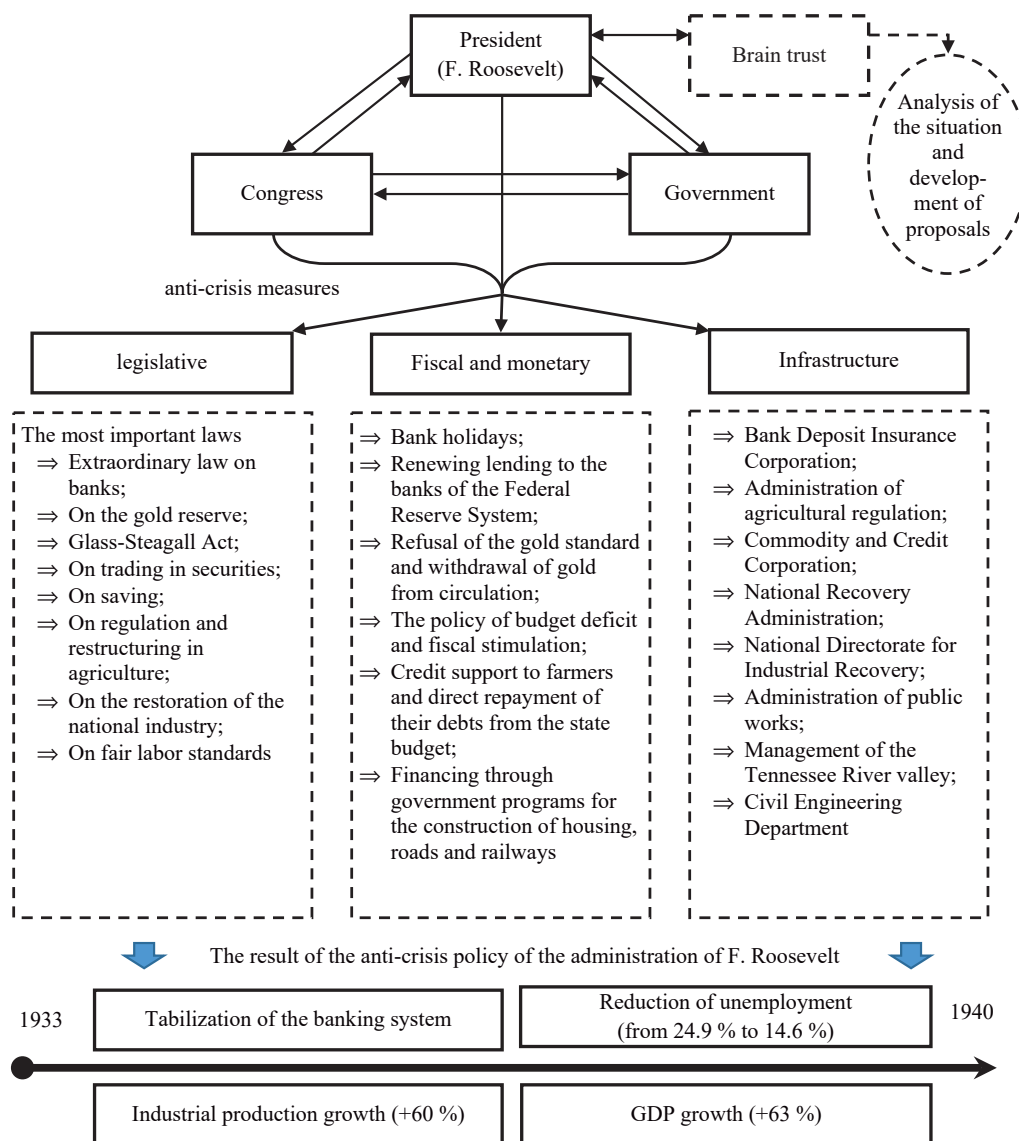 President
(F. Roosevelt)
Brain trust
Analysis of
the situation
and
develop-
ment of
proposals
Congress
Government
anti-crisis measures
legislative
Fiscal and monetary
Infrastructure
The most important laws
⇒ Extraordinary law on
banks;
⇒ On the gold reserve;
⇒ Glass-Steagall Act;
⇒ On trading in securities;
⇒ On saving;
⇒ On regulation and
restructuring in
agriculture;
⇒ On the restoration of the
national industry;
⇒ On fair labor standards
⇒ Bank holidays;
⇒ Renewing lending to the
banks of the Federal
Reserve System;
⇒ Refusal of the gold standard
and withdrawal of gold
from circulation;
⇒ The policy of budget deficit
and fiscal stimulation;
⇒ Credit support to farmers
and direct repayment of
their debts from the state
budget;
⇒ Financing through
government programs for
the construction of housing,
roads and railways
⇒ Bank Deposit Insurance
Corporation;
⇒ Administration of
agricultural regulation;
⇒ Commodity and Credit
Corporation;
⇒ National Recovery
Administration;
⇒ National Directorate for
Industrial Recovery;
⇒ Administration of public
works;
⇒ Management of the
Tennessee River valley;
⇒ Civil Engineering
Department
The result of the anti-crisis policy of the administration of F. Roosevelt
1933
Tabilization of the banking system
Reduction of unemployment
(from 24.9 % to 14.6 %)
1940
Industrial production growth (+60 %)
GDP growth (+63 %)